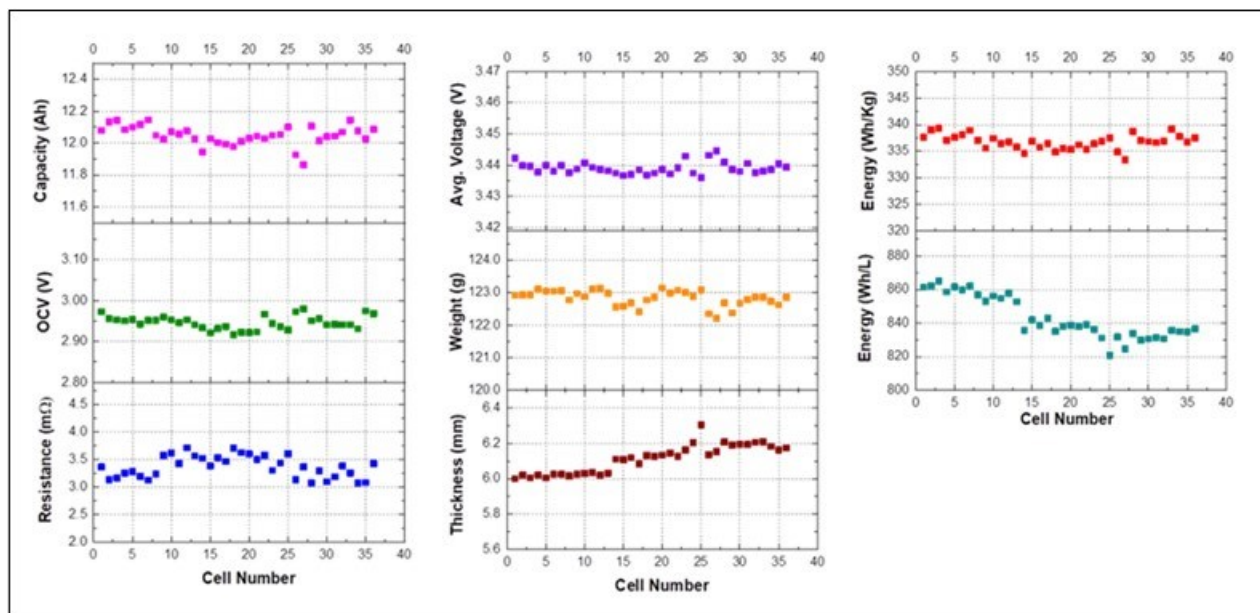 0 5 10 15 20 25 30 35 40
12.4
12.2
12.0
11.8
11.6
Capacity (Ah)
3.10
3.00
2.90
2.80
OCV (V)
4.5
4.0
3.5
3.0
2.5
2.0
Resistance (mΩ)
0 5 10 15 20 25 30 35 40
Cell Number
0 5 10 15 20 25 30 35 40
3.47
3.46
3.45
3.44
3.43
3.42
Avg. Voltage (V)
124.0
123.0
122.0
121.0
120.0
Weight (g)
6.4
6.2
6.0
5.8
5.6
Thickness (mm)
0 5 10 15 20 25 30 35 40
Cell Number
0 5 10 15 20 25 30 35 40
350
345
340
335
330
325
320
Energy (Wh/Kg)
860
840
820
800
Energy (Wh/L)
0 5 10 15 20 25 30 35 40
Cell Number